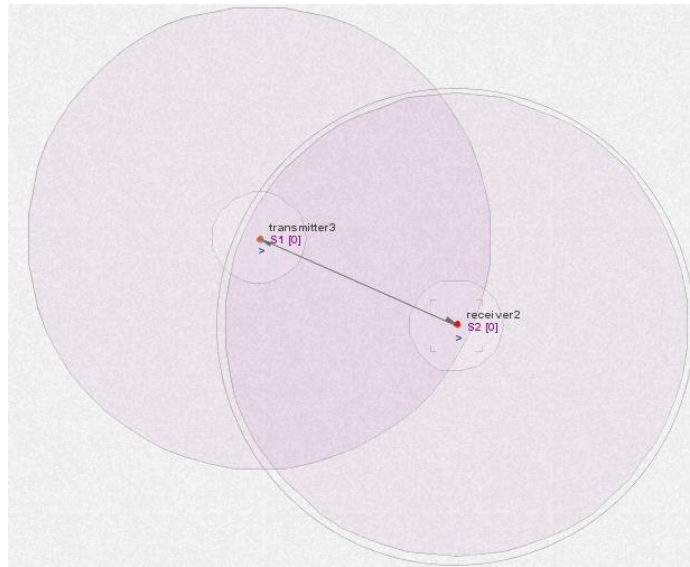 transmitter3
S1 [0]
>
receiver2
S2 [0]
>